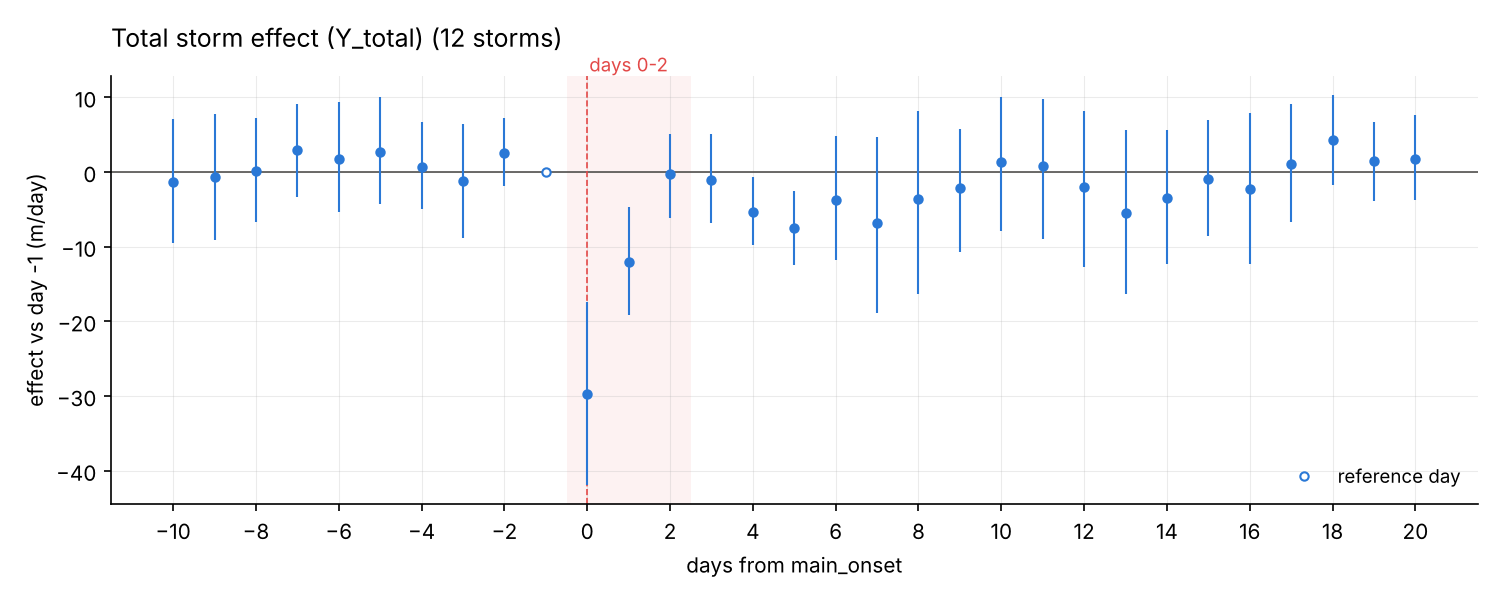 Total storm effect (Y_total) (12 storms)
days 0-2
effect vs day -1 (m/day)
10
0
−10
−20
−30
−40
reference day
−10 −8 −6 −4 −2 0 2 4 6 8 10 12 14 16 18 20
days from main_onset